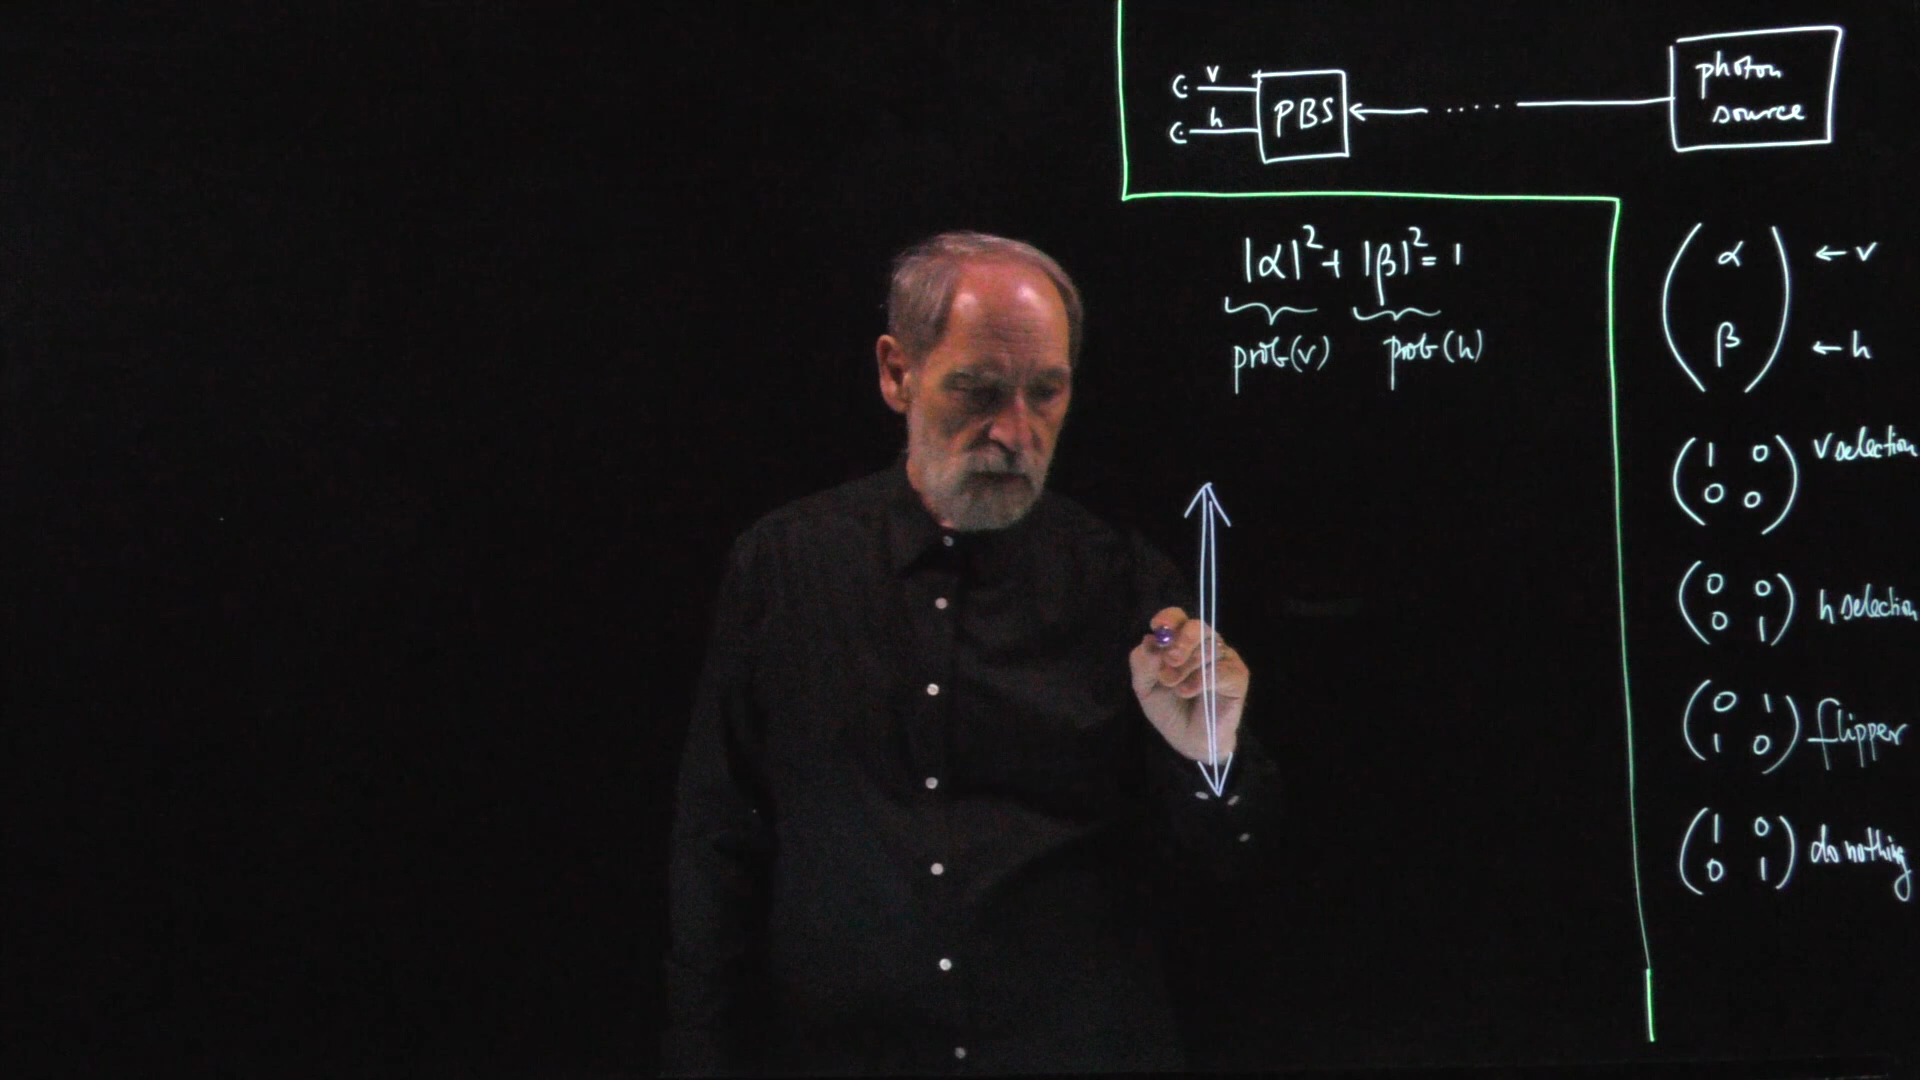 v
h
PBS
photon
source
|α|² + |β|² = 1
prob(v) prob(h)
α ← v
β ← h
1 0
0 0
v selection
0 0
0 1
h selection
0 1
1 0
flipper
1 0
0 1
do nothing